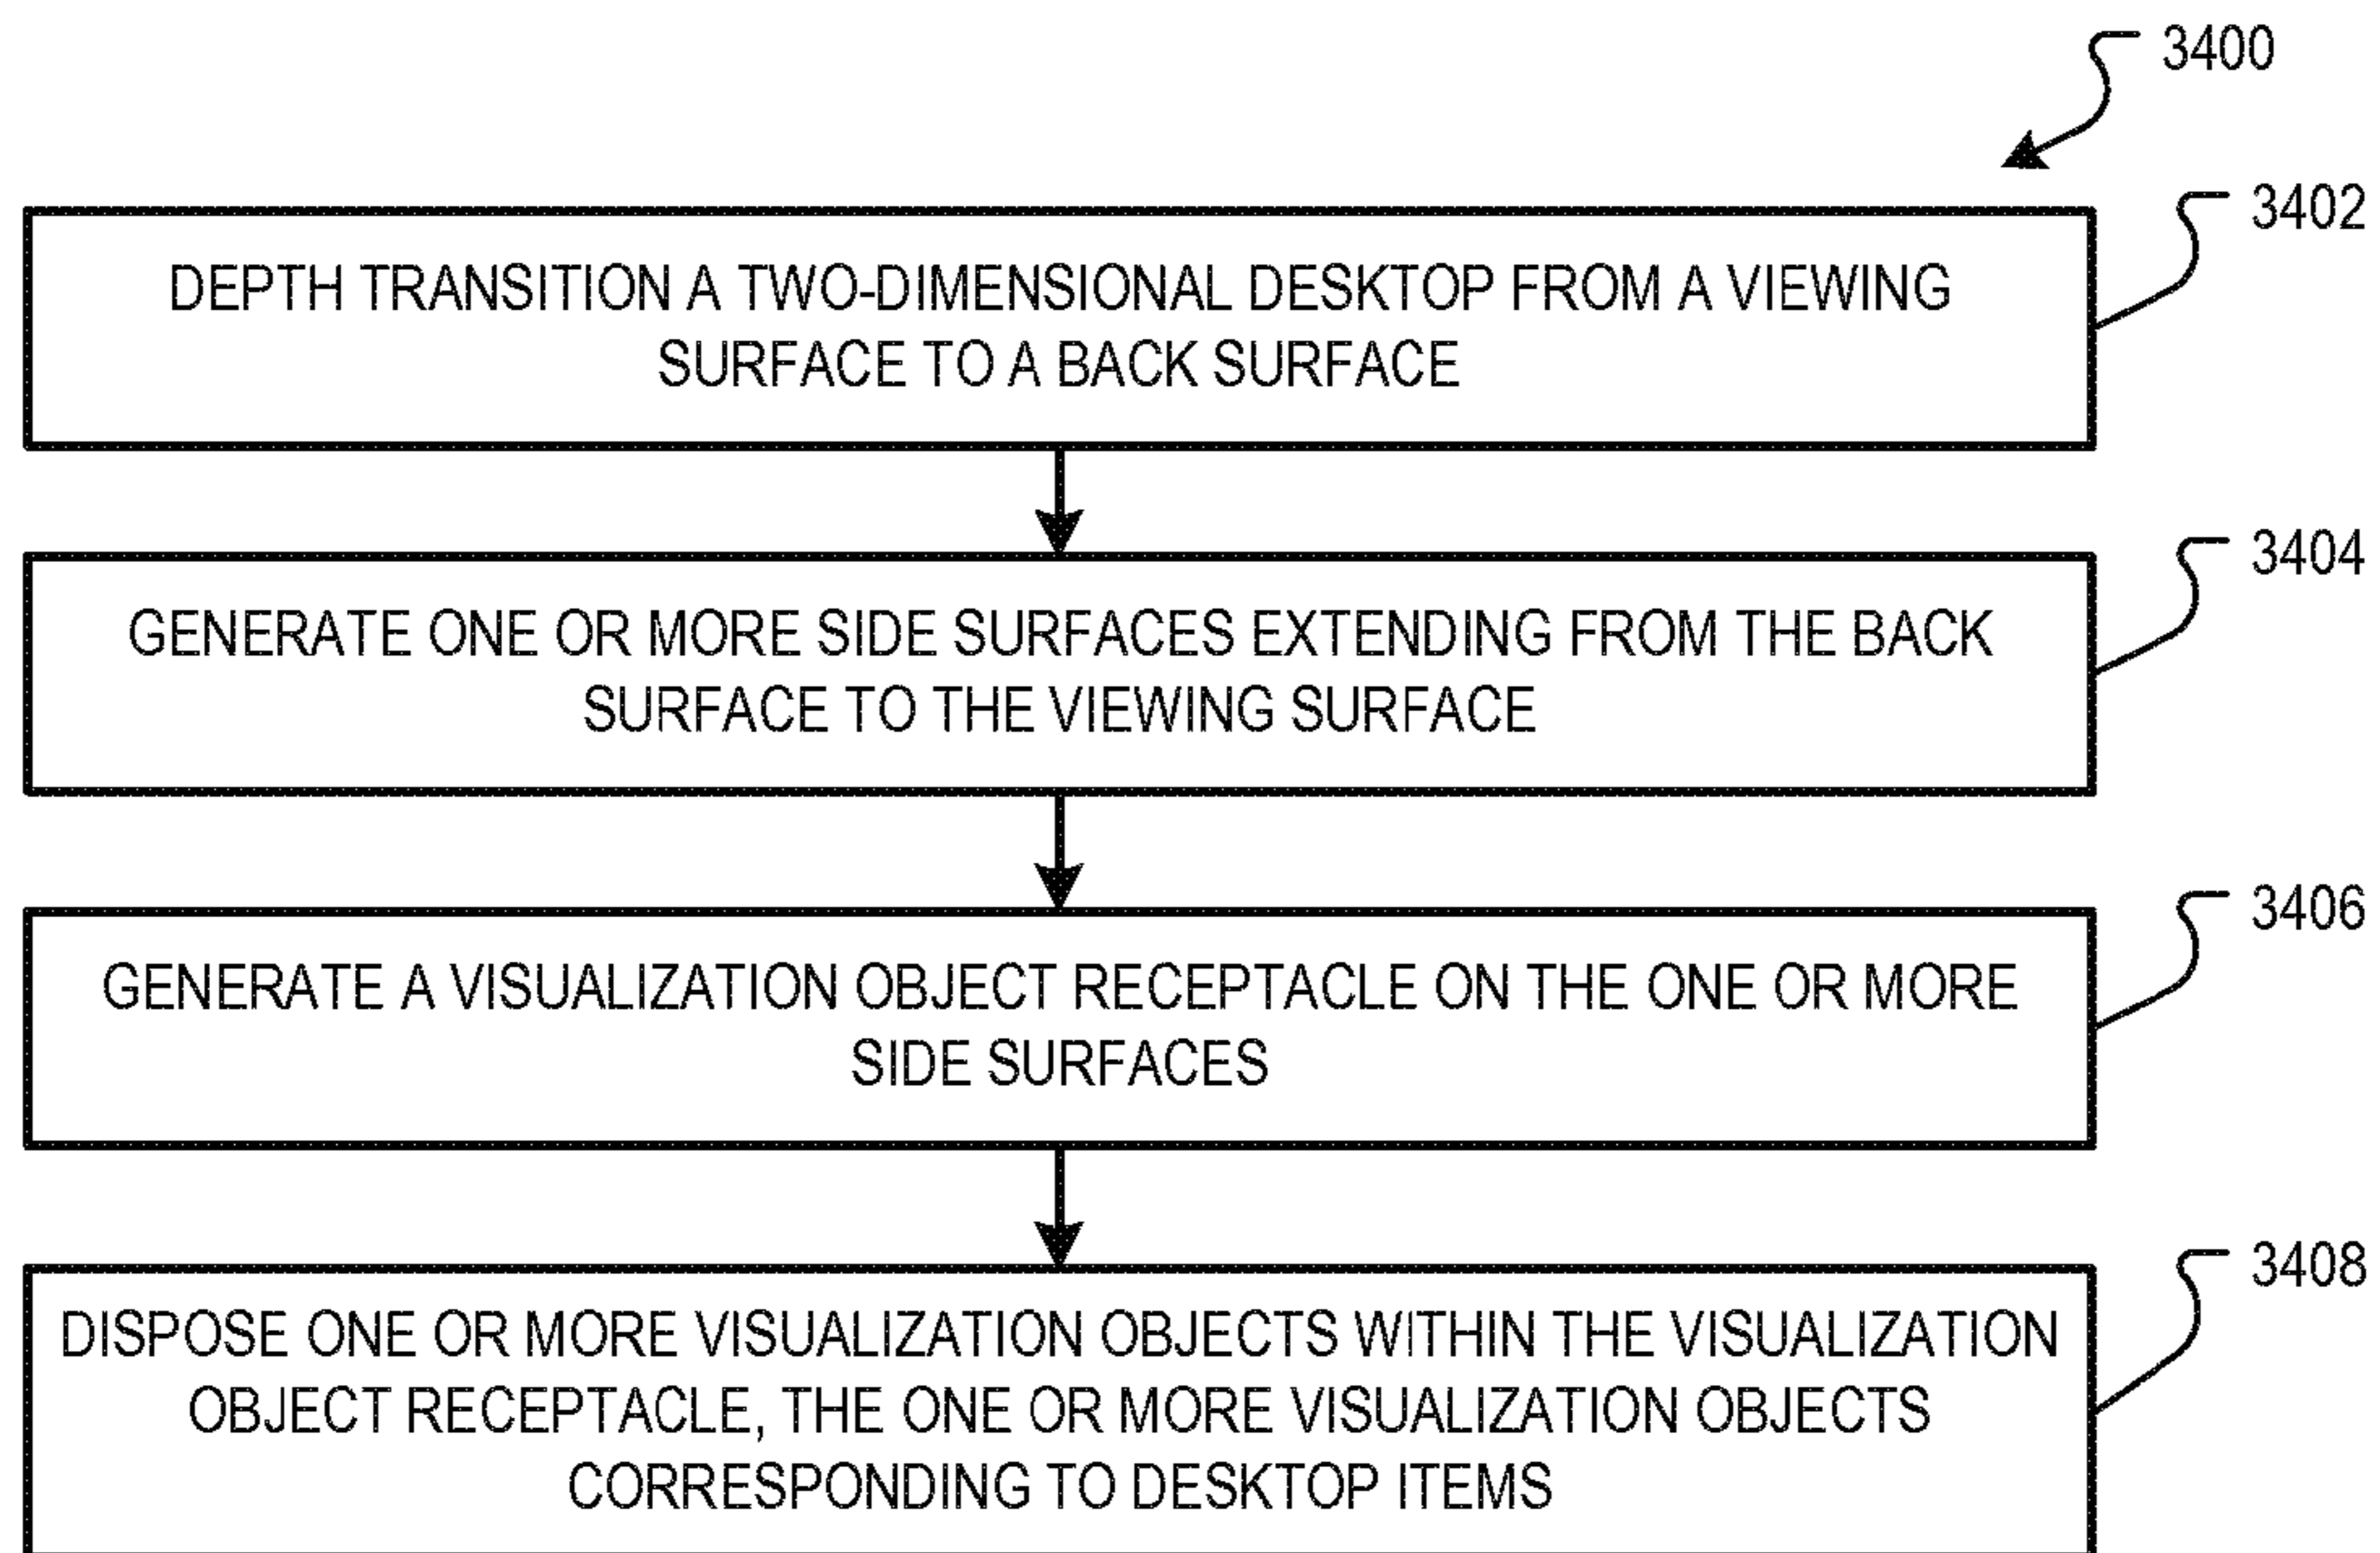 3400
3402
DEPTH TRANSITION A TWO-DIMENSIONAL DESKTOP FROM A VIEWING
SURFACE TO A BACK SURFACE
3404
GENERATE ONE OR MORE SIDE SURFACES EXTENDING FROM THE BACK
SURFACE TO THE VIEWING SURFACE
3406
GENERATE A VISUALIZATION OBJECT RECEPTACLE ON THE ONE OR MORE
SIDE SURFACES
3408
DISPOSE ONE OR MORE VISUALIZATION OBJECTS WITHIN THE VISUALIZATION
OBJECT RECEPTACLE, THE ONE OR MORE VISUALIZATION OBJECTS
CORRESPONDING TO DESKTOP ITEMS